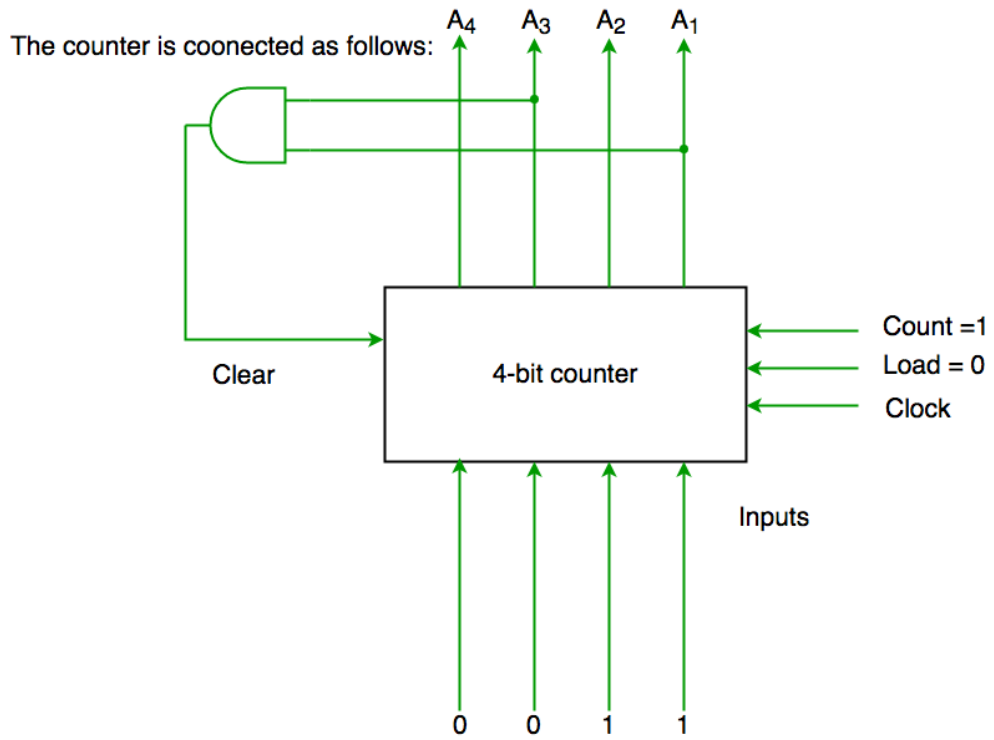 A4 A3 A2 A1
The counter is coonected as follows:
Count =1
Load = 0
Clock
Clear
4-bit counter
Inputs
0 0 1 1